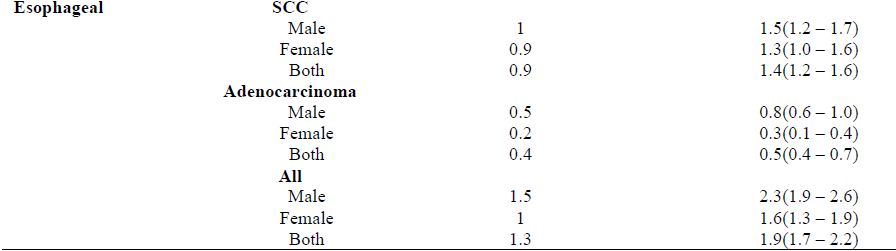 Esophageal SCC
Male 1 1.5(1.2 – 1.7)
Female 0.9 1.3(1.0 – 1.6)
Both 0.9 1.4(1.2 – 1.6)
Adenocarcinoma
Male 0.5 0.8(0.6 – 1.0)
Female 0.2 0.3(0.1 – 0.4)
Both 0.4 0.5(0.4 – 0.7)
All
Male 1.5 2.3(1.9 – 2.6)
Female 1 1.6(1.3 – 1.9)
Both 1.3 1.9(1.7 – 2.2)